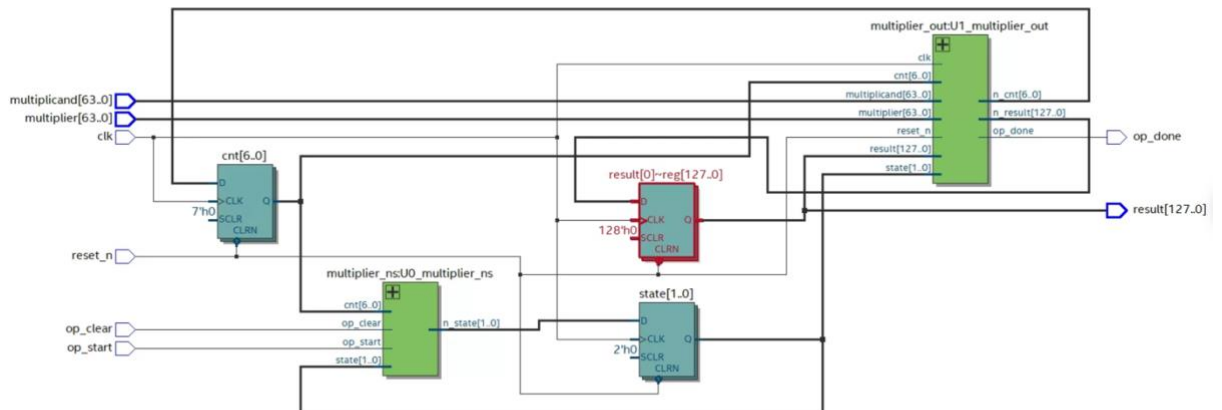 multiplier_out:U1_multiplier_out
clk
cnt[6..0]
multiplicand[63..0]
multiplicand[63..0]
n_cnt[6..0]
multiplier[63..0]
multiplier[63..0]
n_result[127..0]
clk
reset_n
op_done
op_done
result[127..0]
cnt[6..0]
state[1..0]
result[0]~reg[127..0]
D
D
CLK
Q
7'h0
SCLR
CLRN
result[127..0]
CLK
Q
128'h0
SCLR
CLRN
reset_n
multiplier_ns:U0_multiplier_ns
state[1..0]
cnt[6..0]
op_clear
op_clear
n_state[1..0]
D
op_start
op_start
CLK
Q
2'h0
SCLR
state[1..0]
CLRN